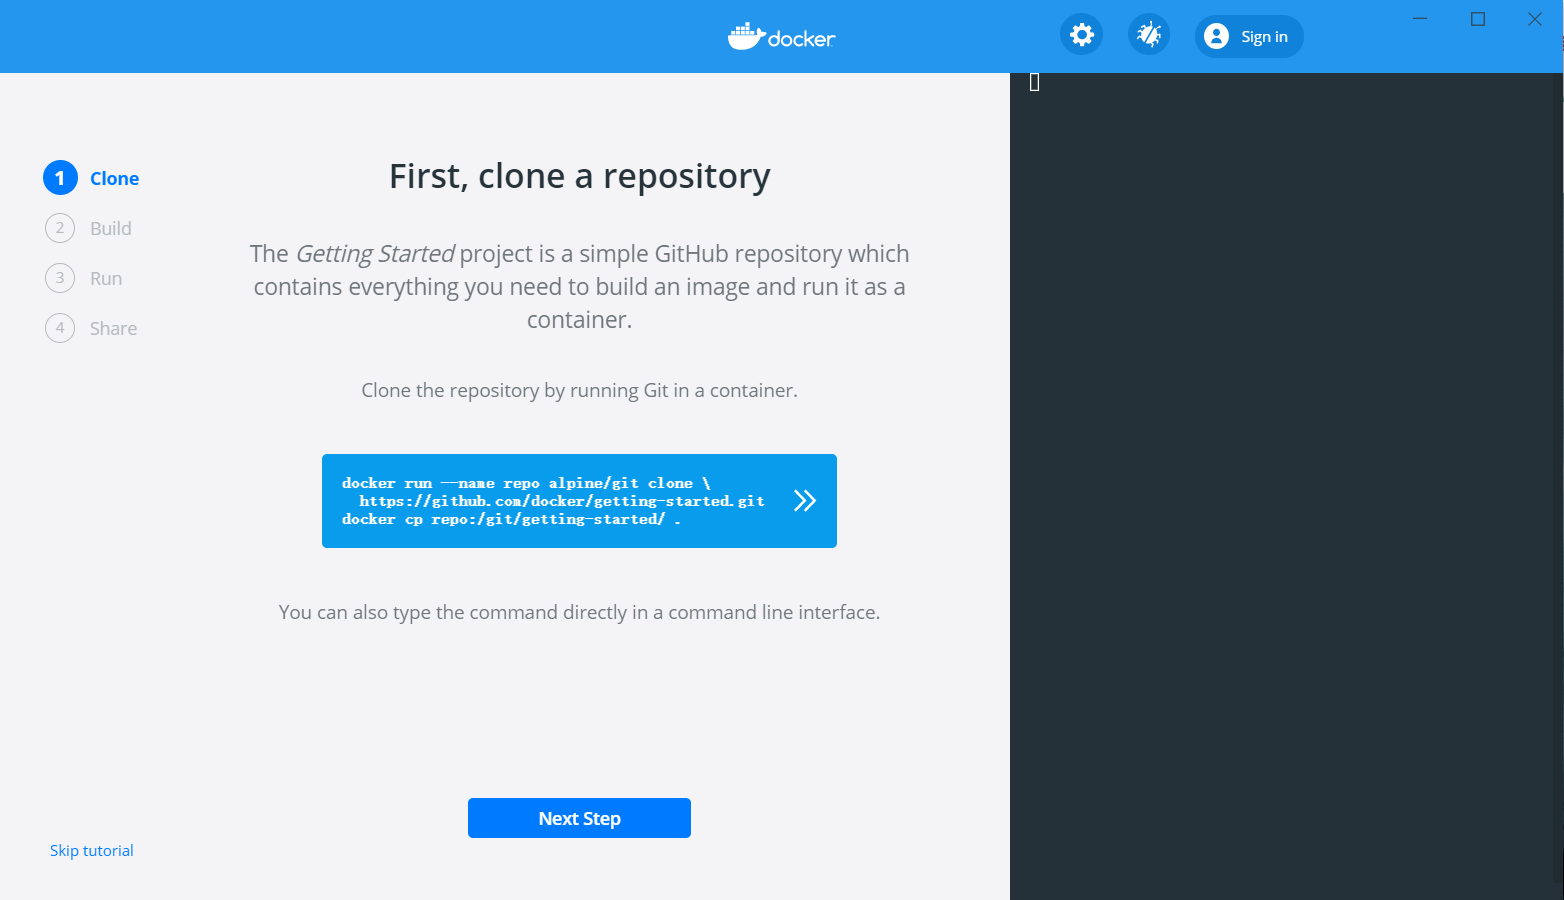 docker
Sign in
1 Clone
2 Build
3 Run
4 Share
First, clone a repository
The Getting Started project is a simple GitHub repository which
contains everything you need to build an image and run it as a
container.
Clone the repository by running Git in a container.
docker run --name repo alpine/git clone \
https://github.com/docker/getting-started.git
docker cp repo:/git/getting-started/ .
You can also type the command directly in a command line interface.
Next Step
Skip tutorial